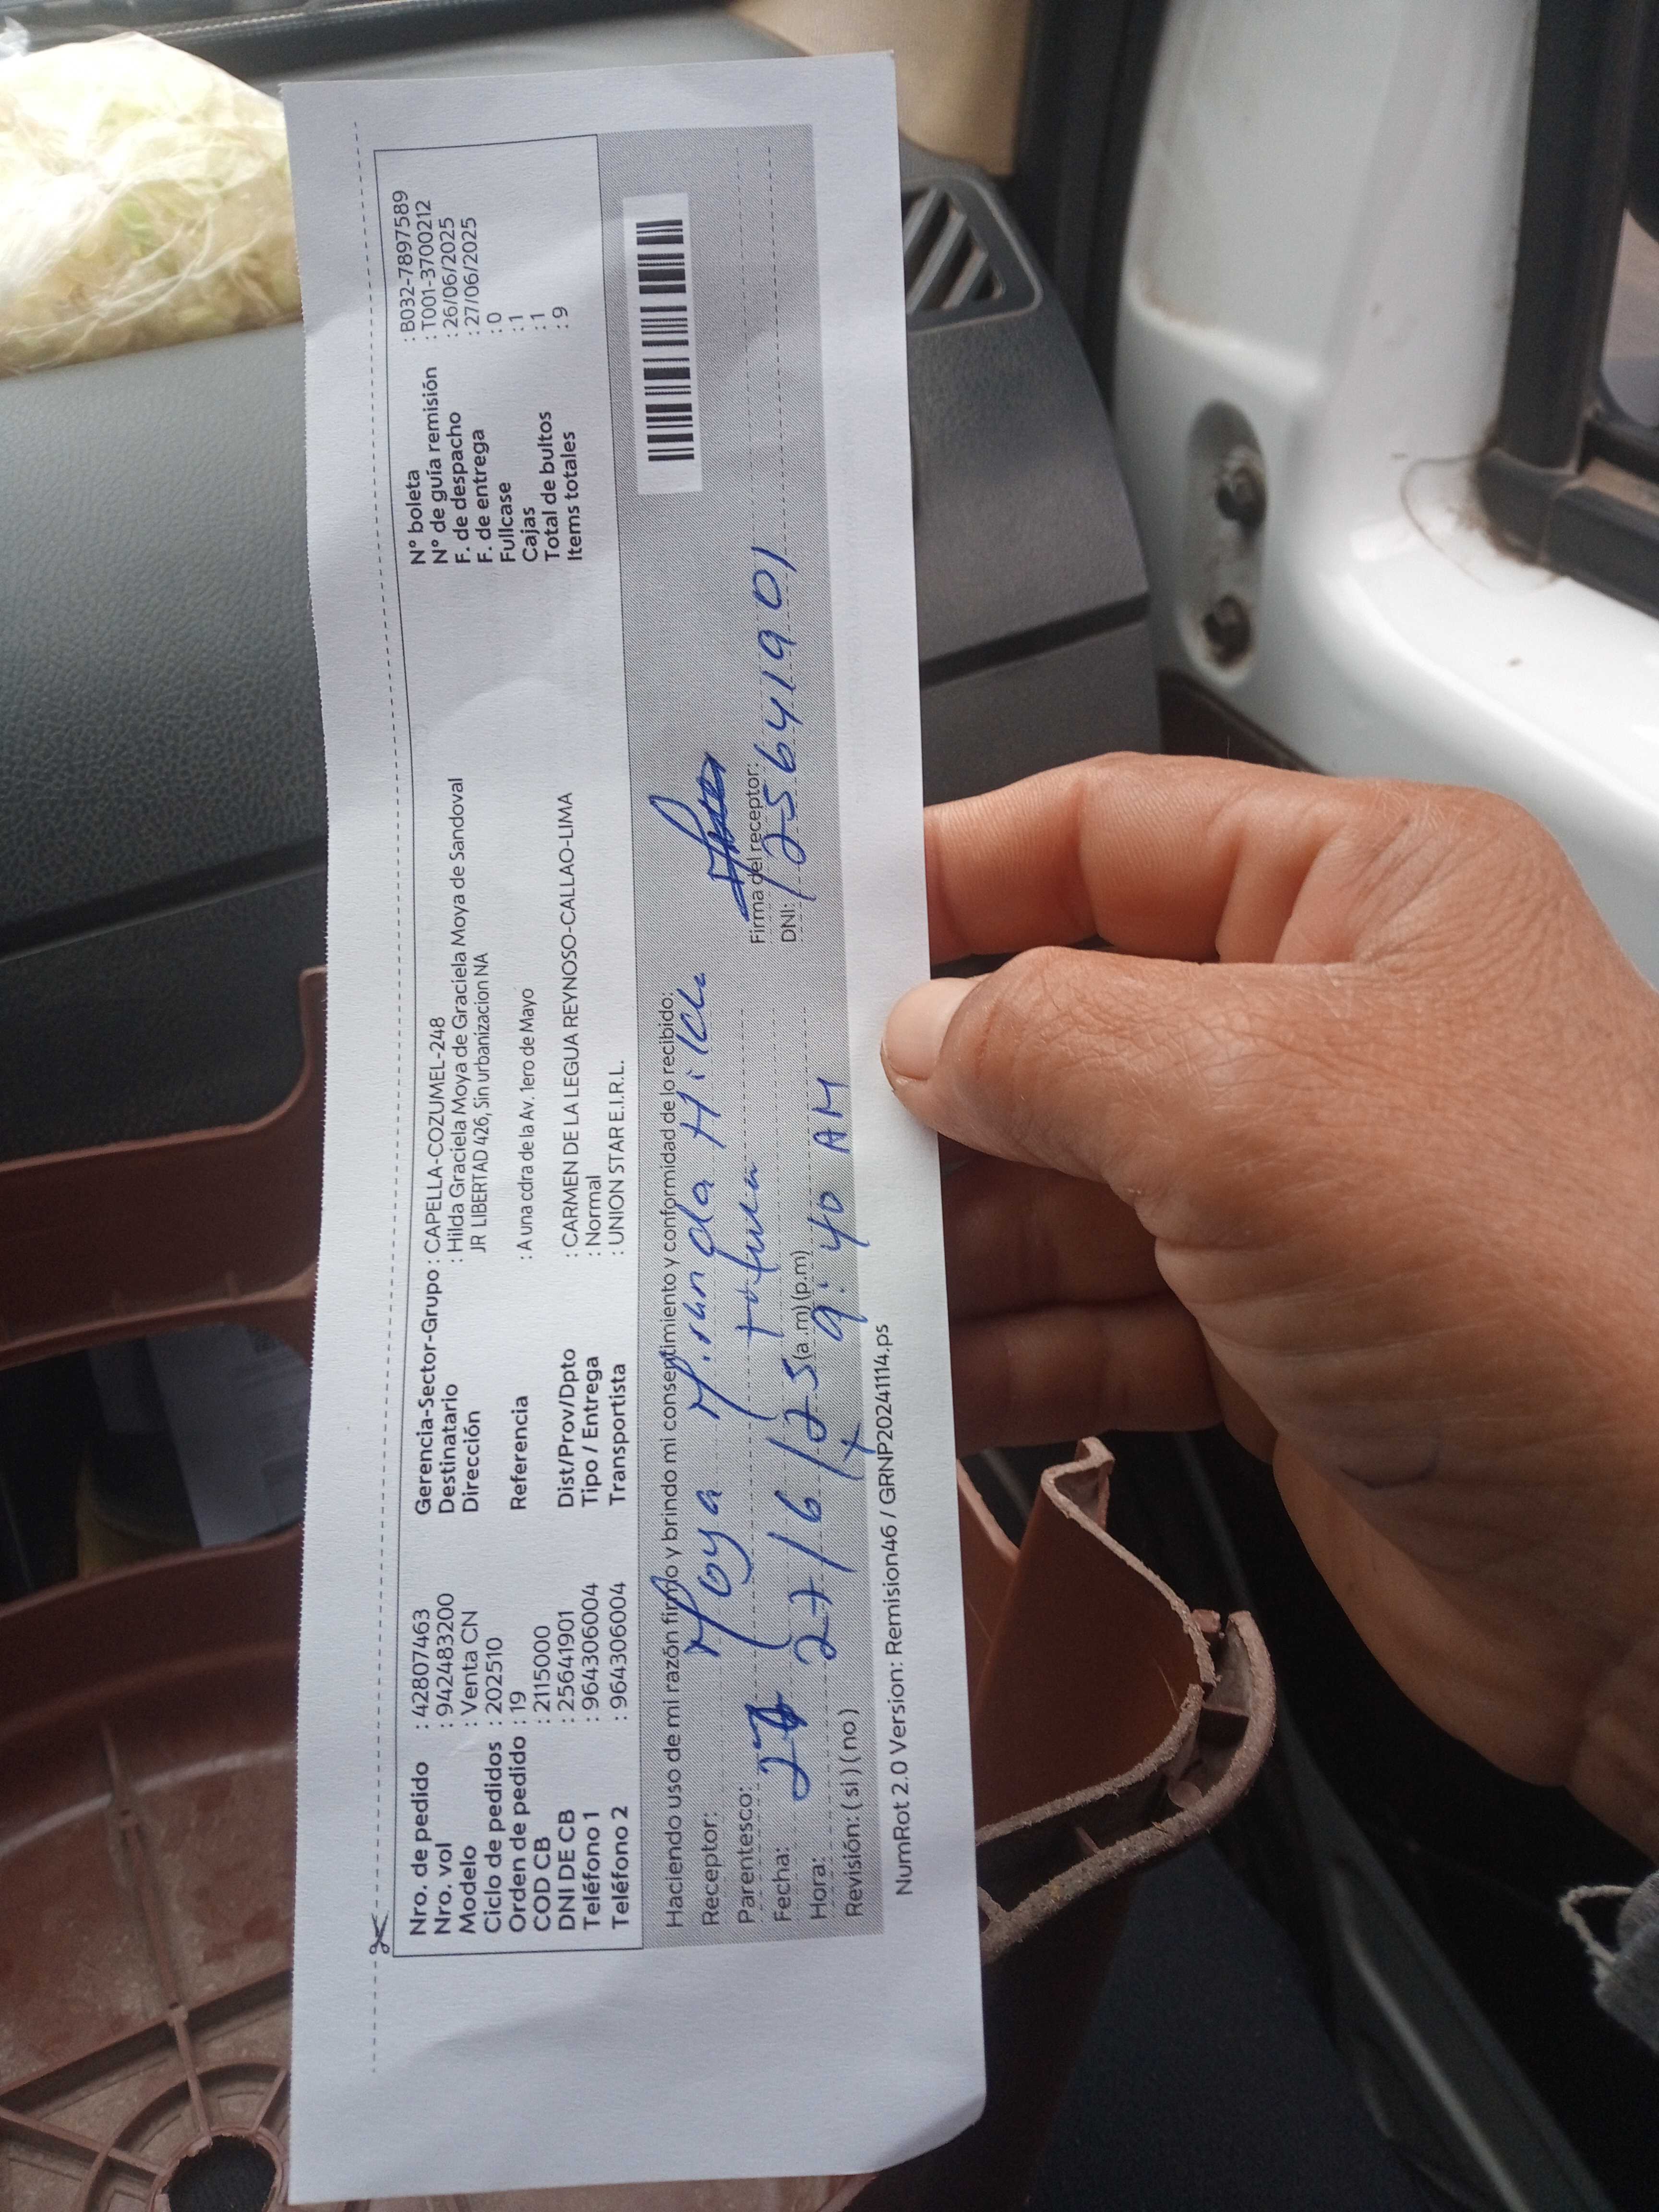 Nro. de pedido : 42807463
Nro. vol : 942483200
Modelo : Venta CN
Ciclo de pedidos : 202510
Orden de pedido : 19
COD CB : 2115000
DNI DE CB : 25641901
Teléfono 1 : 964306004
Teléfono 2 : 964306004
Gerencia-Sector-Grupo : CAPELLA-COZUMEL-248
Destinatario : Hilda Graciela Moya de Graciela Moya de Sandoval
Dirección JR LIBERTAD 426, Sin urbanizacion NA
Referencia : A una cdra de la Av. 1ero de Mayo
Dist/Prov/Dpto : CARMEN DE LA LEGUA REYNOSO-CALLAO-LIMA
Tipo / Entrega : Normal
Transportista : UNION STAR E.I.R.L.
N° boleta : B032-7897589
N° de guía remisión : T001-3700212
F. de despacho : 26/06/2025
F. de entrega : 27/06/2025
Fullcase : 0
Cajas : 1
Total de bultos : 1
Items totales : 9
Haciendo uso de mi razón firmo y brindo mi consentimiento y conformidad de lo recibido:
Receptor: Moya Miranda Hilda
Parentesco: titular
Fecha: 27/6/25
Hora: (a.m) (p.m) 9:40 AM
Revisión: ( si ) ( no )
Firma del receptor:
DNI: 25641901
NumRot 2.0 Version: Remision46 / GRNP20241114.ps